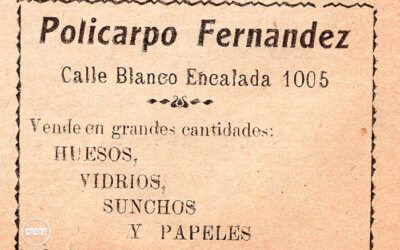 Policarpo Fernandez
Calle Blanco Encalada 1005
Vende en grandes cantidades:
HUESOS,
VIDRIOS,
SUNCHOS
Y PAPELES